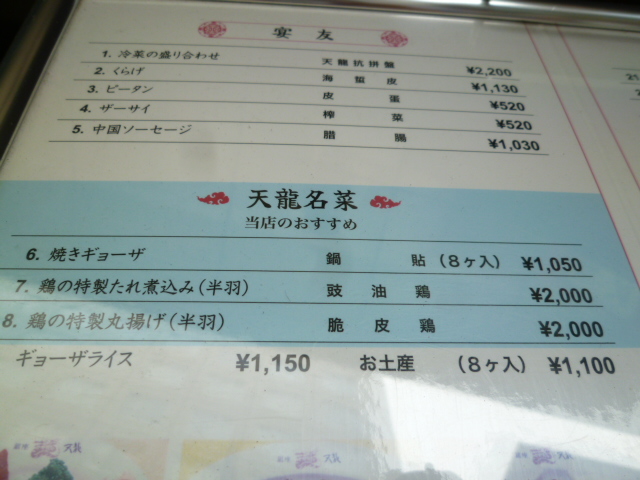 宴友
1. 冷菜の盛り合わせ 天龍抗拼盤 ¥2,200
2. くらげ 海蜇皮 ¥1,130
3. ピータン 皮蛋 ¥520
4. ザーサイ 榨菜 ¥520
5. 中国ソーセージ 腊腸 ¥1,030
天龍名菜
当店のおすすめ
6. 焼きギョーザ 鍋貼 (8ヶ入) ¥1,050
7. 鶏の特製たれ煮込み(半羽) 豉油鶏 ¥2,000
8. 鶏の特製丸揚げ(半羽) 脆皮鶏 ¥2,000
ギョーザライス ¥1,150 お土産 (8ヶ入) ¥1,100